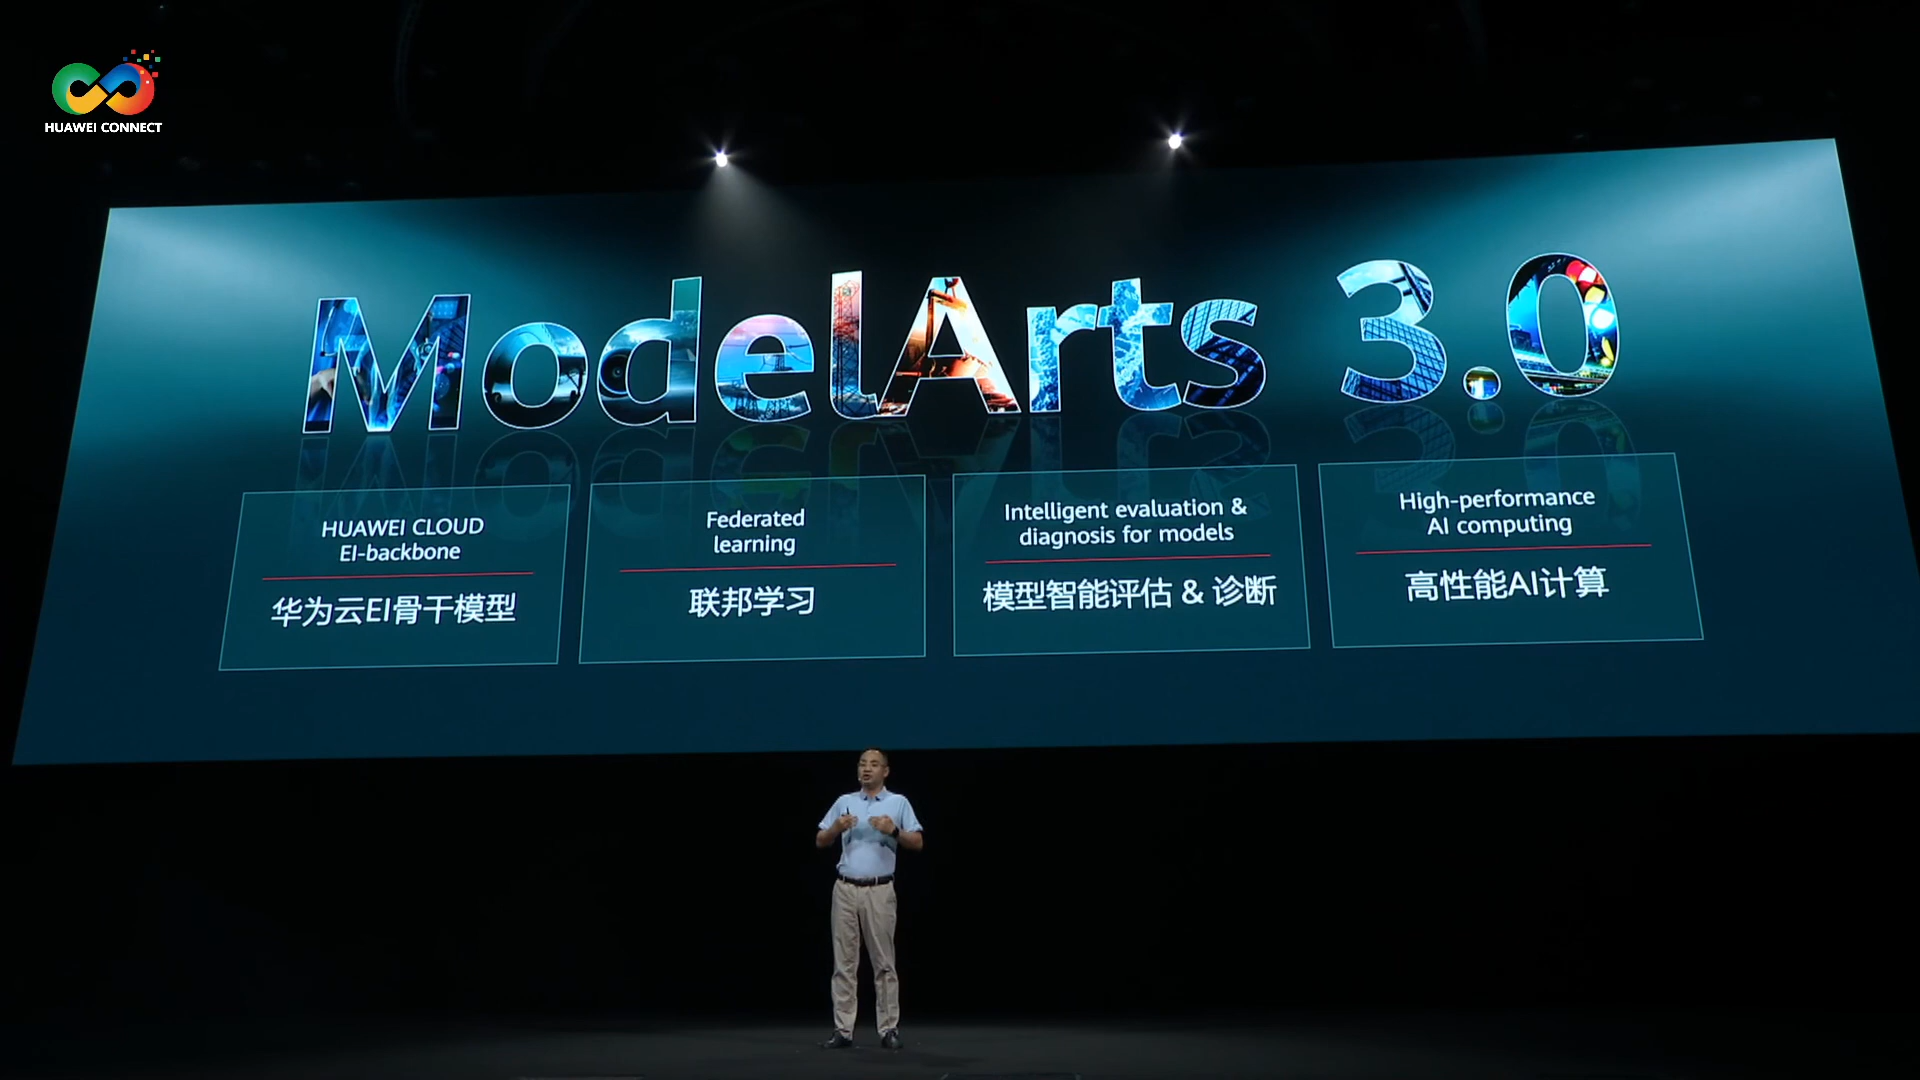 HUAWEI CONNECT
ModelArts 3.0
HUAWEI CLOUD
EI-backbone
华为云EI骨干模型
Federated
learning
联邦学习
Intelligent evaluation &
diagnosis for models
模型智能评估 & 诊断
High-performance
AI computing
高性能AI计算